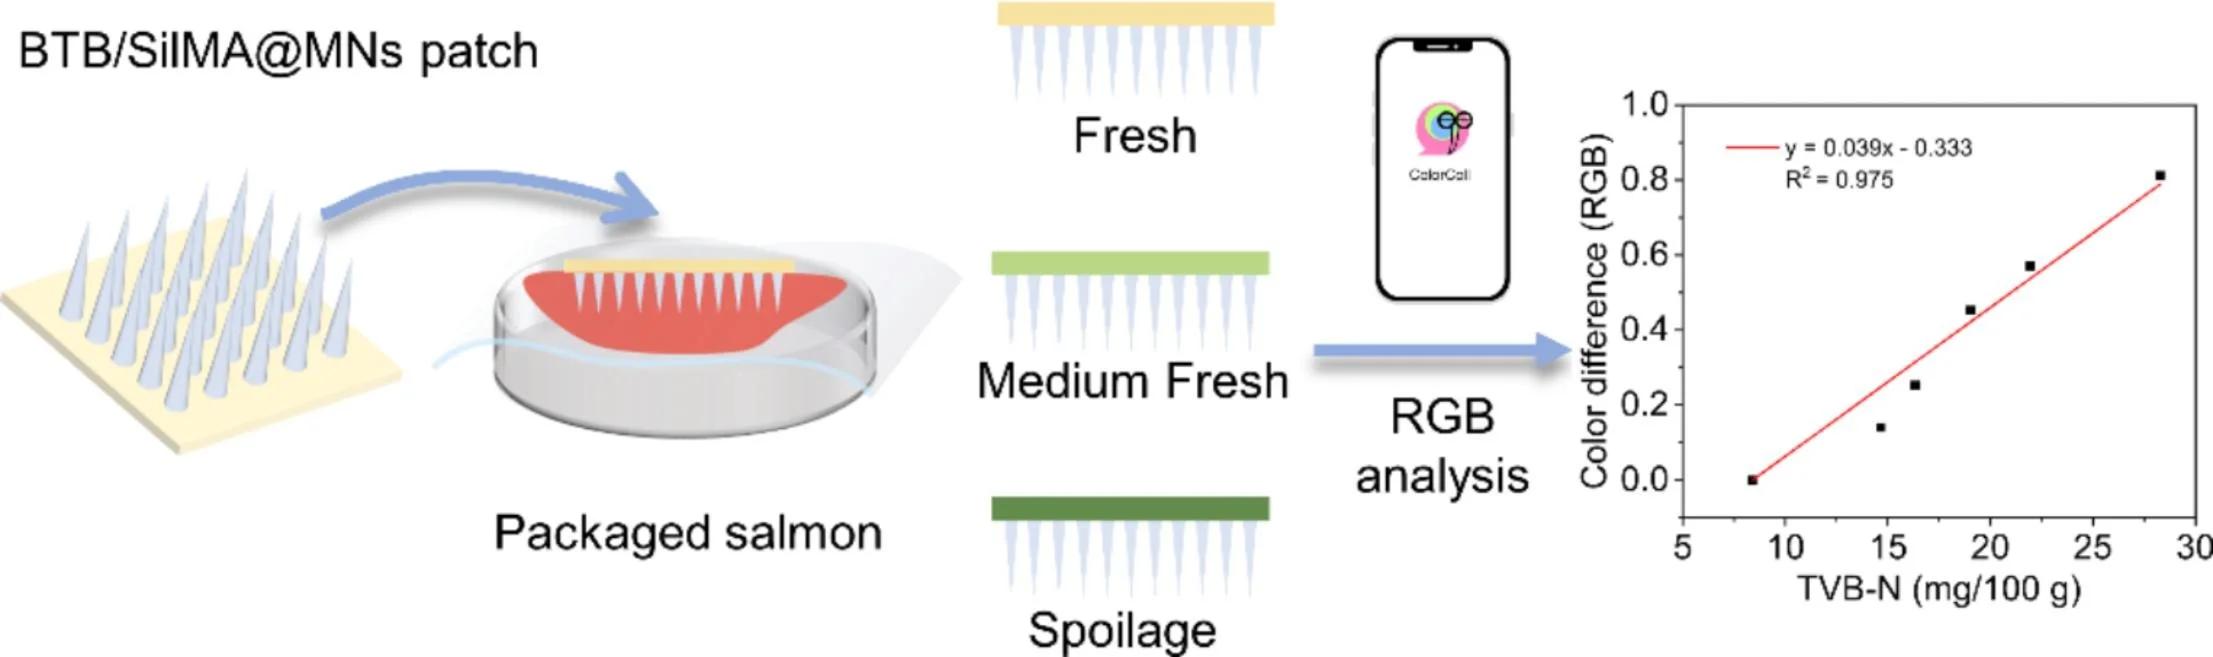 BTB/SilMA@MNs patch
Packaged salmon
Fresh
Medium Fresh
Spoilage
ColorColl
RGB
analysis
Color difference (RGB)
1.0
0.8
0.6
0.4
0.2
0.0
y = 0.039x - 0.333
R² = 0.975
5 10 15 20 25 30
TVB-N (mg/100 g)